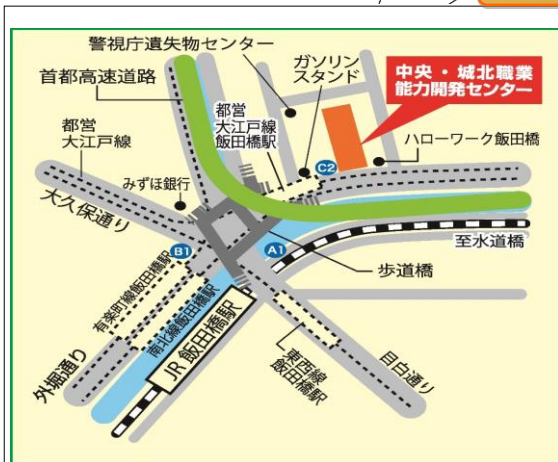 警視庁遺失物センター
首都高速道路
ガソリン
スタンド
中央・城北職業
能力開発センター
都営
大江戸線
都営
大江戸線
飯田橋駅
ハローワーク飯田橋
C2
みずほ銀行
大久保通り
B1
A1
至水道橋
歩道橋
有楽町線飯田橋駅
南北線飯田橋駅
JR 飯田橋駅
外堀通り
東西線
飯田橋駅
目白通り